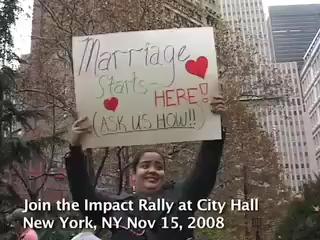 Marriage
Starts-
HERE!
(ASK US HOW!!)
Join the Impact Rally at City Hall
New York, NY Nov 15, 2008